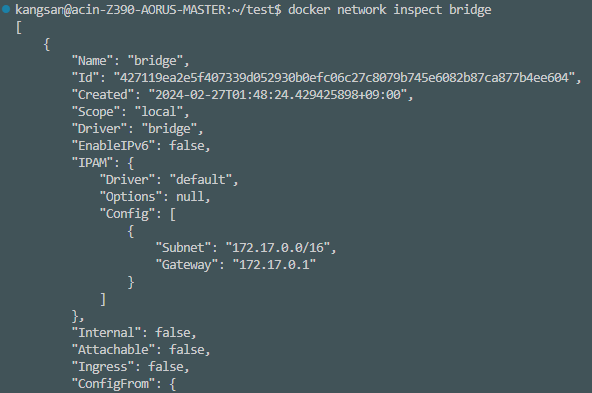 kangsan@acin-Z390-AORUS-MASTER:~/test$ docker network inspect bridge
[
    {
        "Name": "bridge",
        "Id": "427119ea2e5f407339d052930b0efc06c27c8079b745e6082b87ca877b4ee604",
        "Created": "2024-02-27T01:48:24.429425898+09:00",
        "Scope": "local",
        "Driver": "bridge",
        "EnableIPv6": false,
        "IPAM": {
            "Driver": "default",
            "Options": null,
            "Config": [
                {
                    "Subnet": "172.17.0.0/16",
                    "Gateway": "172.17.0.1"
                }
            ]
        },
        "Internal": false,
        "Attachable": false,
        "Ingress": false,
        "ConfigFrom": {